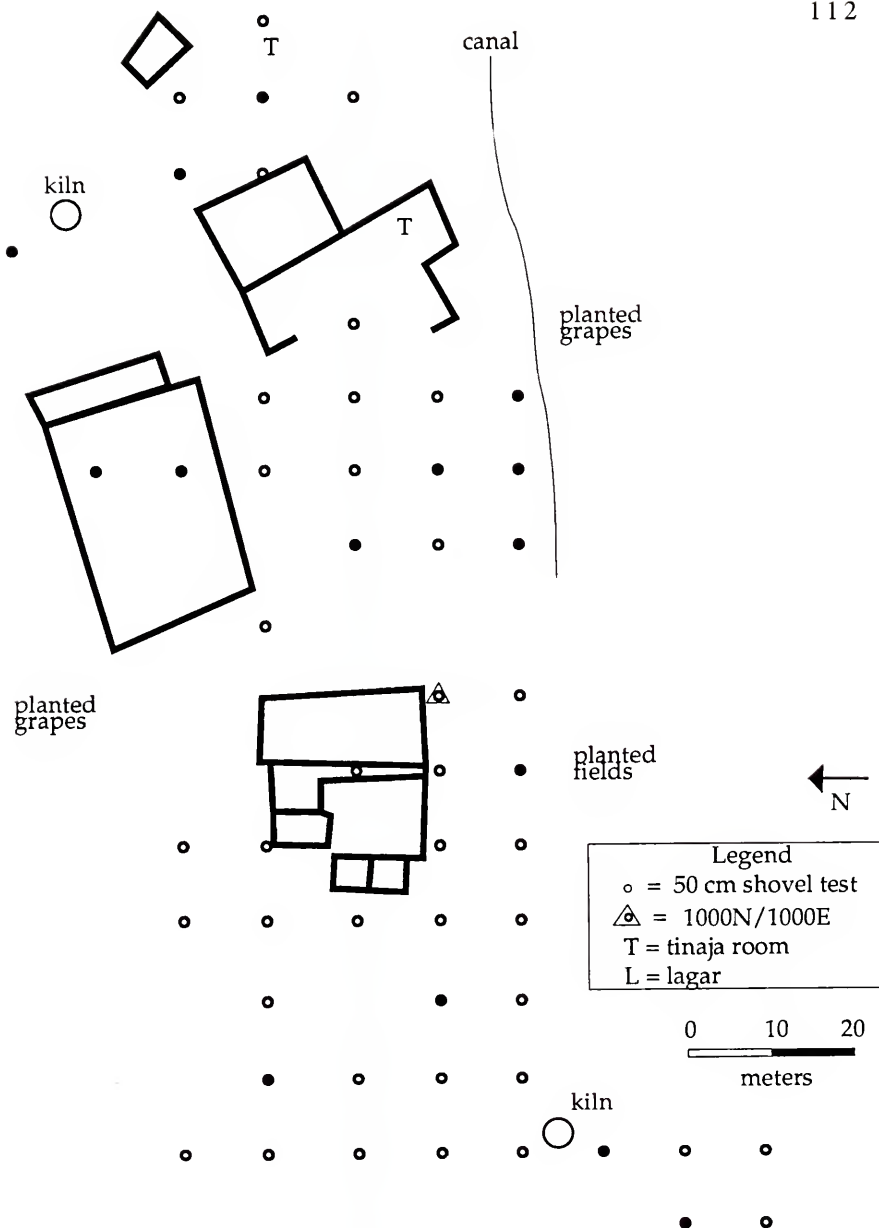 112
T
canal
kiln
T
planted
grapes
planted
grapes
planted
fields
N
Legend
o = 50 cm shovel test
= 1000N/1000E
T = tinaja room
L = lagar
0 10 20
meters
kiln